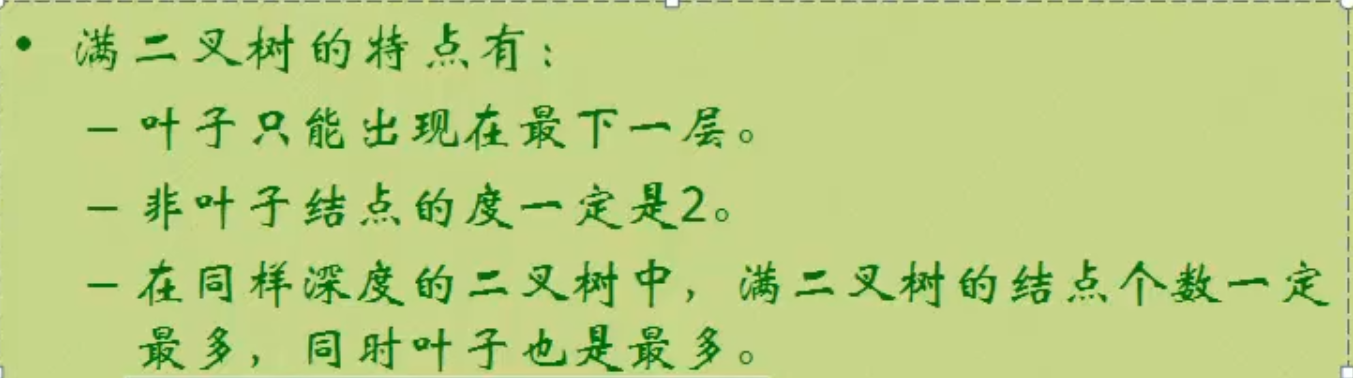 • 满二叉树的特点有：
– 叶子只能出现在最下一层。
– 非叶子结点的度一定是2。
– 在同样深度的二叉树中，满二叉树的结点个数一定
最多，同时叶子也是最多。